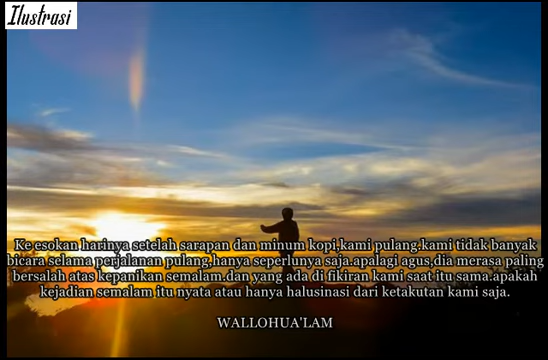 Ilustrasi
Ke esokan harinya setelah sarapan dan minum kopi,kami pulang.kami tidak banyak
bicara selama perjalanan pulang,hanya seperlunya saja.apalagi agus,dia merasa paling
bersalah atas kepanikan semalam.dan yang ada di fikiran kami saat itu sama.apakah
kejadian semalam itu nyata atau hanya halusinasi dari ketakutan kami saja.
WALLOHUA'LAM